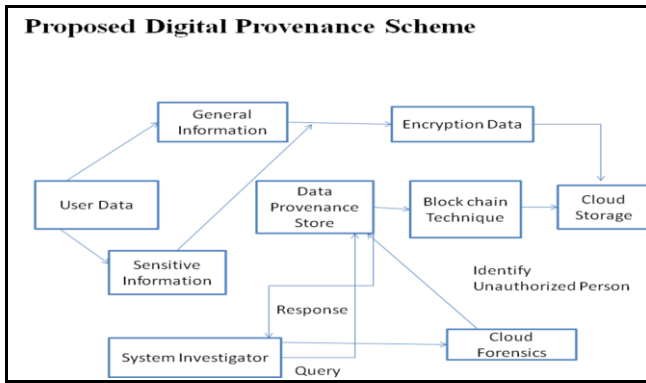 Proposed Digital Provenance Scheme
General
Information
Encryption Data
User Data
Data
Provenance
Store
Block chain
Technique
Cloud
Storage
Sensitive
Information
Identify
Unauthorized Person
Response
System Investigator
Cloud
Forensics
Query